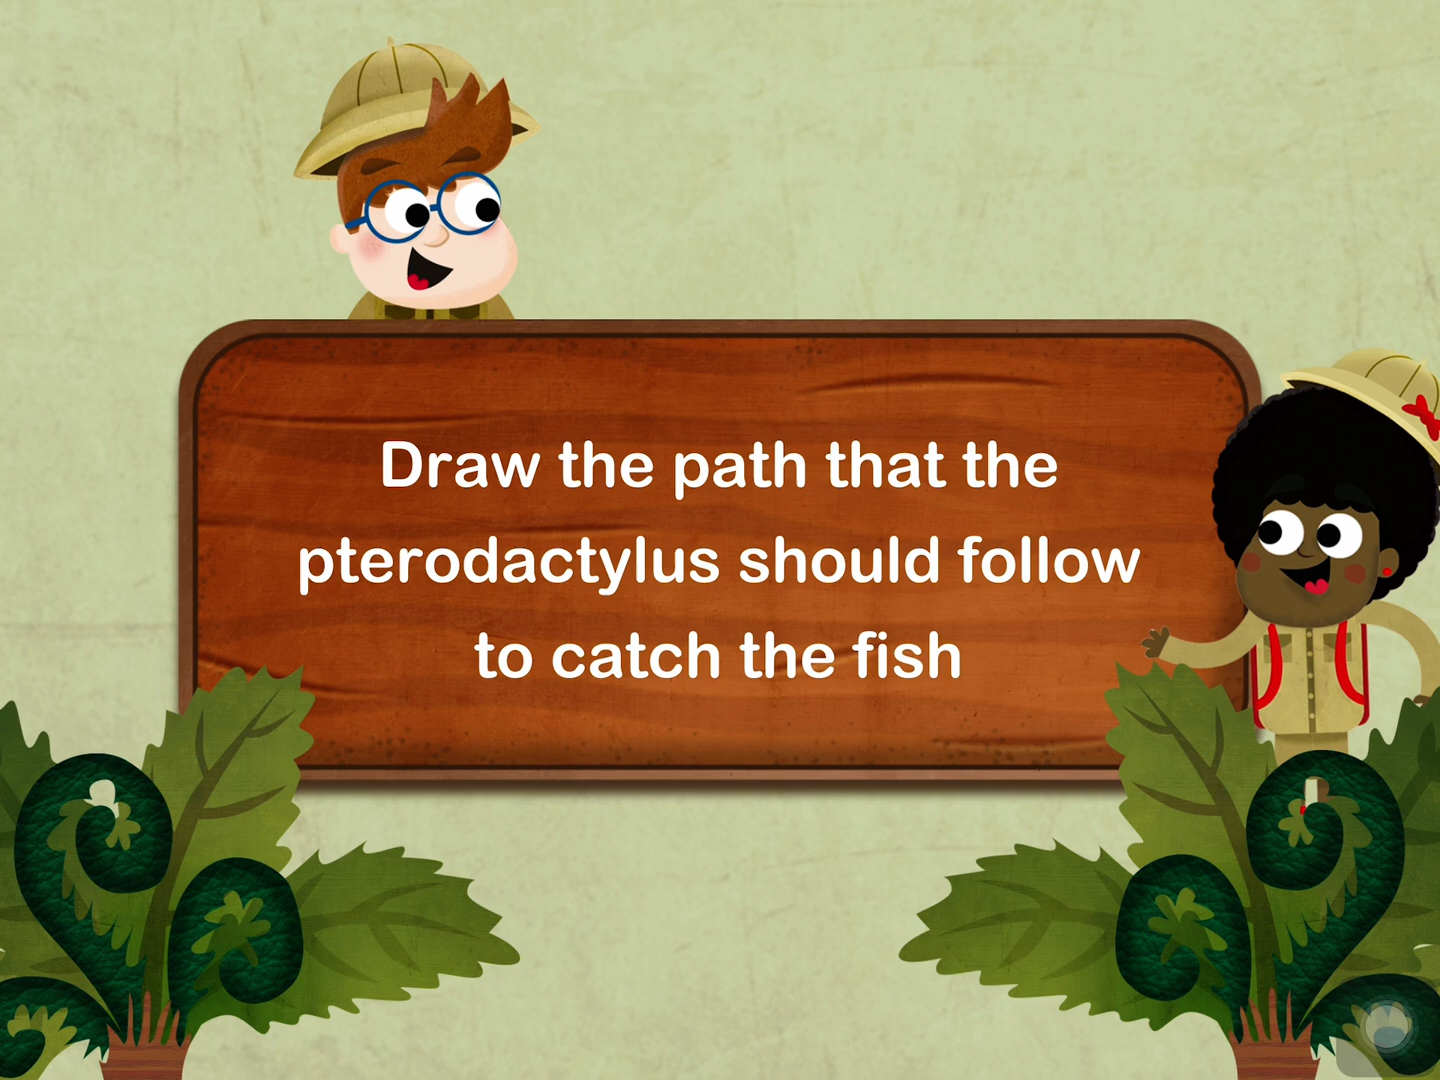 Draw the path that the
pterodactylus should follow
to catch the fish